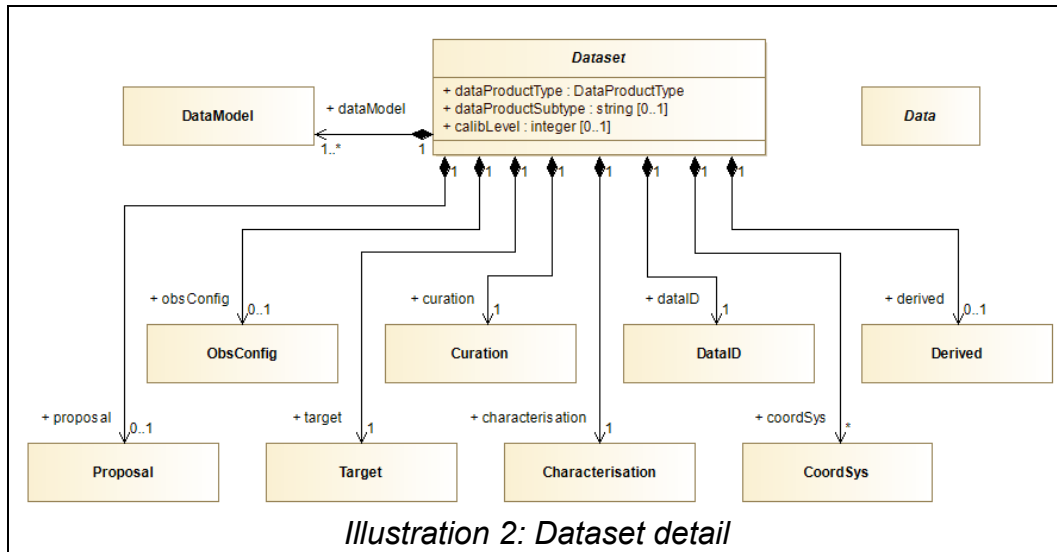 Dataset
+ dataProductType : DataProductType
+ dataProductSubtype : string [0..1]
+ calibLevel : integer [0..1]
DataModel
+ dataModel
1..*
1
Data
1 1 1 1 1 1 1 1
+ obsConfig
0..1
+ curation
1
+ dataID
1
+ derived
0..1
ObsConfig
Curation
DataID
Derived
+ proposal
0..1
+ target
1
+ characterisation
1
+ coordSys
*
Proposal
Target
Characterisation
CoordSys
Illustration 2: Dataset detail